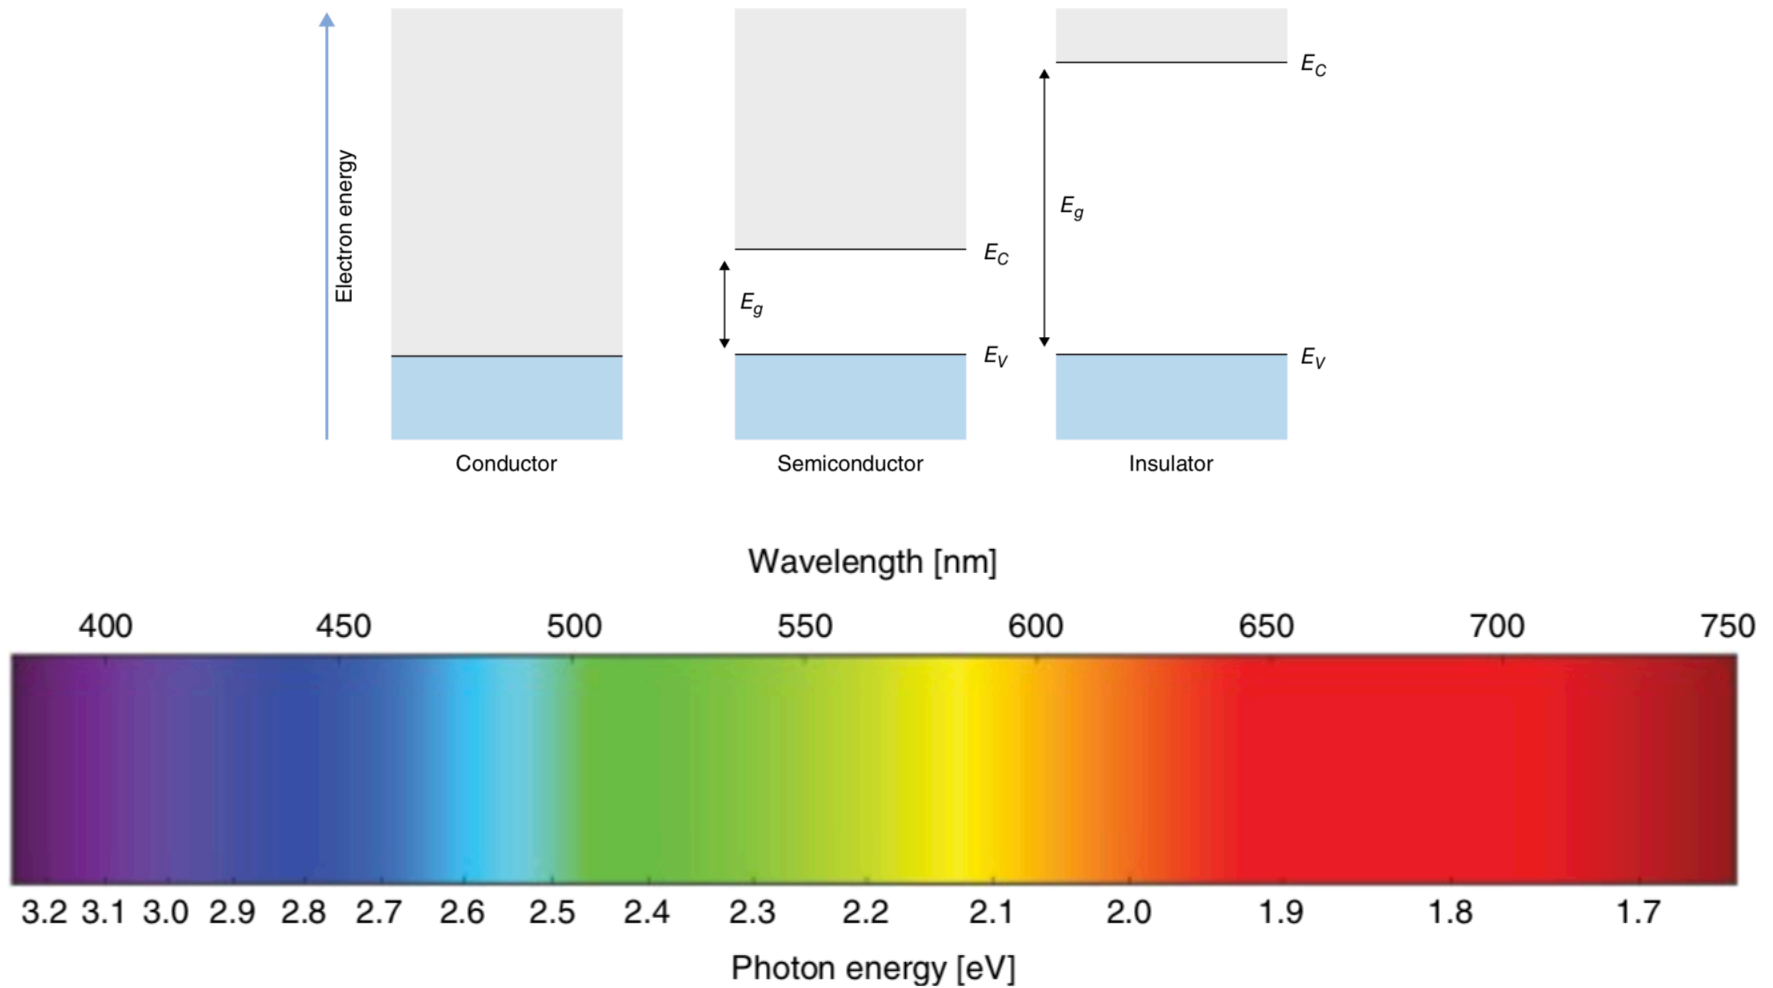 Electron energy
E_C
E_g
E_C
E_g
E_V
E_V
Conductor
Semiconductor
Insulator
Wavelength [nm]
400 450 500 550 600 650 700 750
3.2 3.1 3.0 2.9 2.8 2.7 2.6 2.5 2.4 2.3 2.2 2.1 2.0 1.9 1.8 1.7
Photon energy [eV]